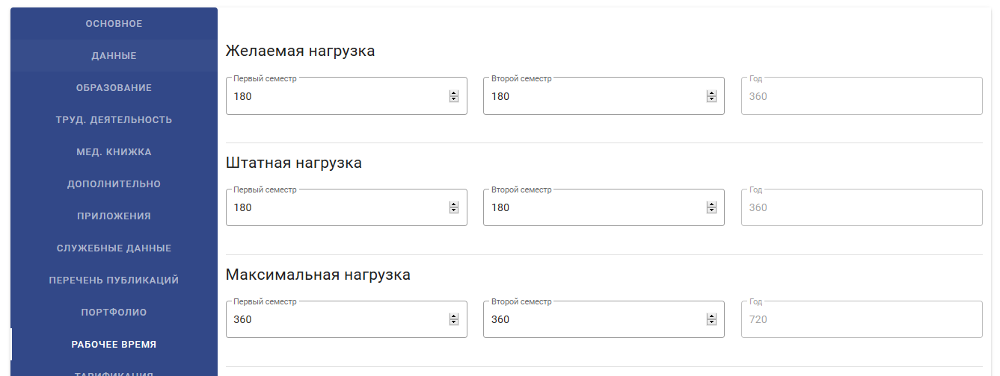 ОСНОВНОЕ
ДАННЫЕ
ОБРАЗОВАНИЕ
ТРУД. ДЕЯТЕЛЬНОСТЬ
МЕД. КНИЖКА
ДОПОЛНИТЕЛЬНО
ПРИЛОЖЕНИЯ
СЛУЖЕБНЫЕ ДАННЫЕ
ПЕРЕЧЕНЬ ПУБЛИКАЦИЙ
ПОРТФОЛИО
РАБОЧЕЕ ВРЕМЯ
ТАРИФИКАЦИЯ
Желаемая нагрузка
Первый семестр Второй семестр Год
180 180 360
Штатная нагрузка
Первый семестр Второй семестр Год
180 180 360
Максимальная нагрузка
Первый семестр Второй семестр Год
360 360 720